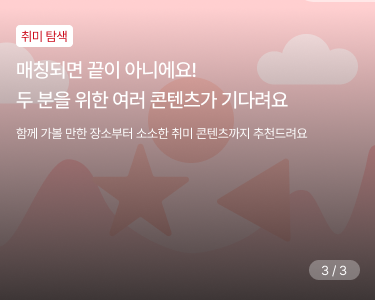 취미 탐색
매칭되면 끝이 아니에요!
두 분을 위한 여러 콘텐츠가 기다려요
함께 가볼 만한 장소부터 소소한 취미 콘텐츠까지 추천드려요
3 / 3